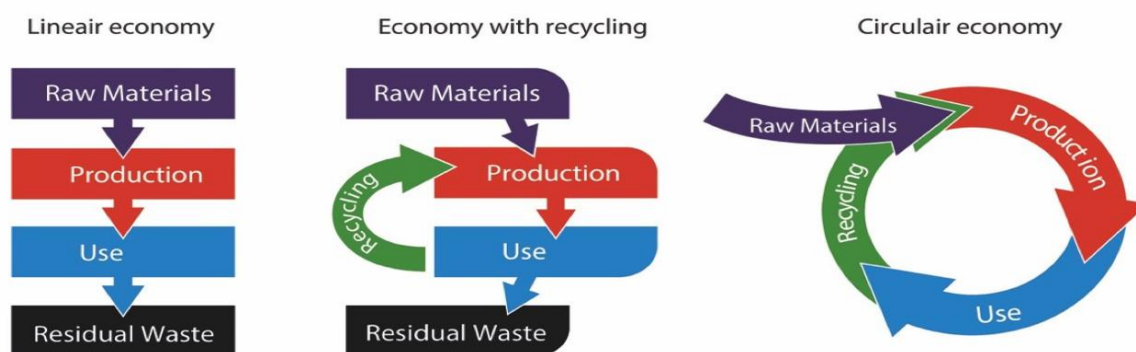 Lineair economy
Raw Materials
Production
Use
Residual Waste
Economy with recycling
Raw Materials
Production
Recycling
Use
Residual Waste
Circulair economy
Raw Materials
Production
Recycling
Use